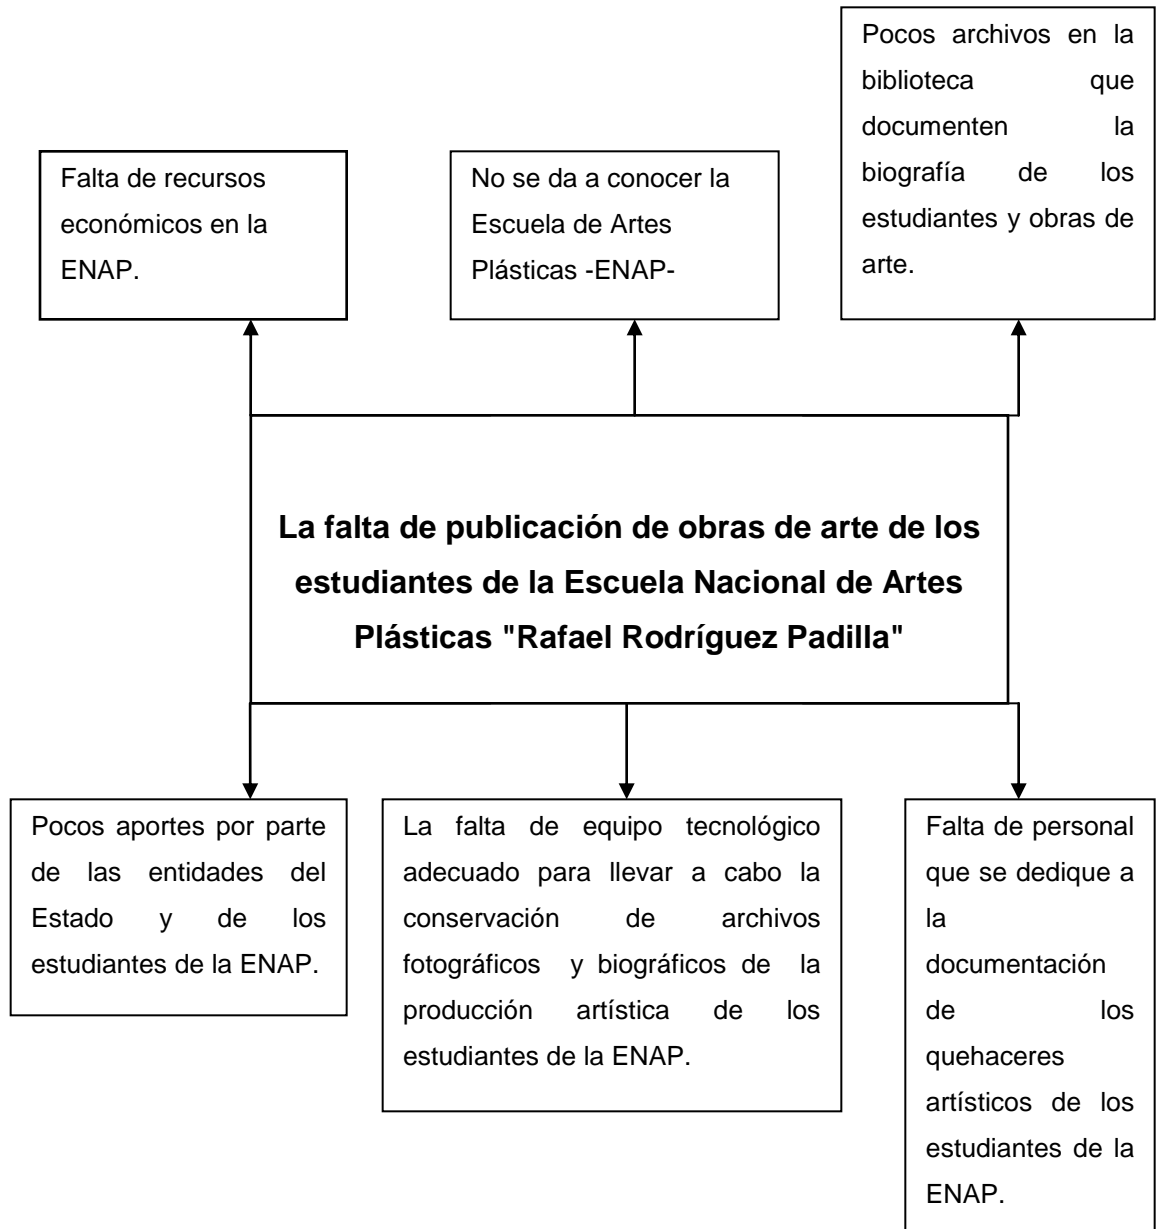 Falta de recursos
económicos en la
ENAP.
No se da a conocer la
Escuela de Artes
Plásticas -ENAP-
Pocos archivos en la
biblioteca que
documenten la
biografía de los
estudiantes y obras de
arte.
La falta de publicación de obras de arte de los
estudiantes de la Escuela Nacional de Artes
Plásticas "Rafael Rodríguez Padilla"
Pocos aportes por parte
de las entidades del
Estado y de los
estudiantes de la ENAP.
La falta de equipo tecnológico
adecuado para llevar a cabo la
conservación de archivos
fotográficos y biográficos de la
producción artística de los
estudiantes de la ENAP.
Falta de personal
que se dedique a
la
documentación
de los
quehaceres
artísticos de los
estudiantes de la
ENAP.